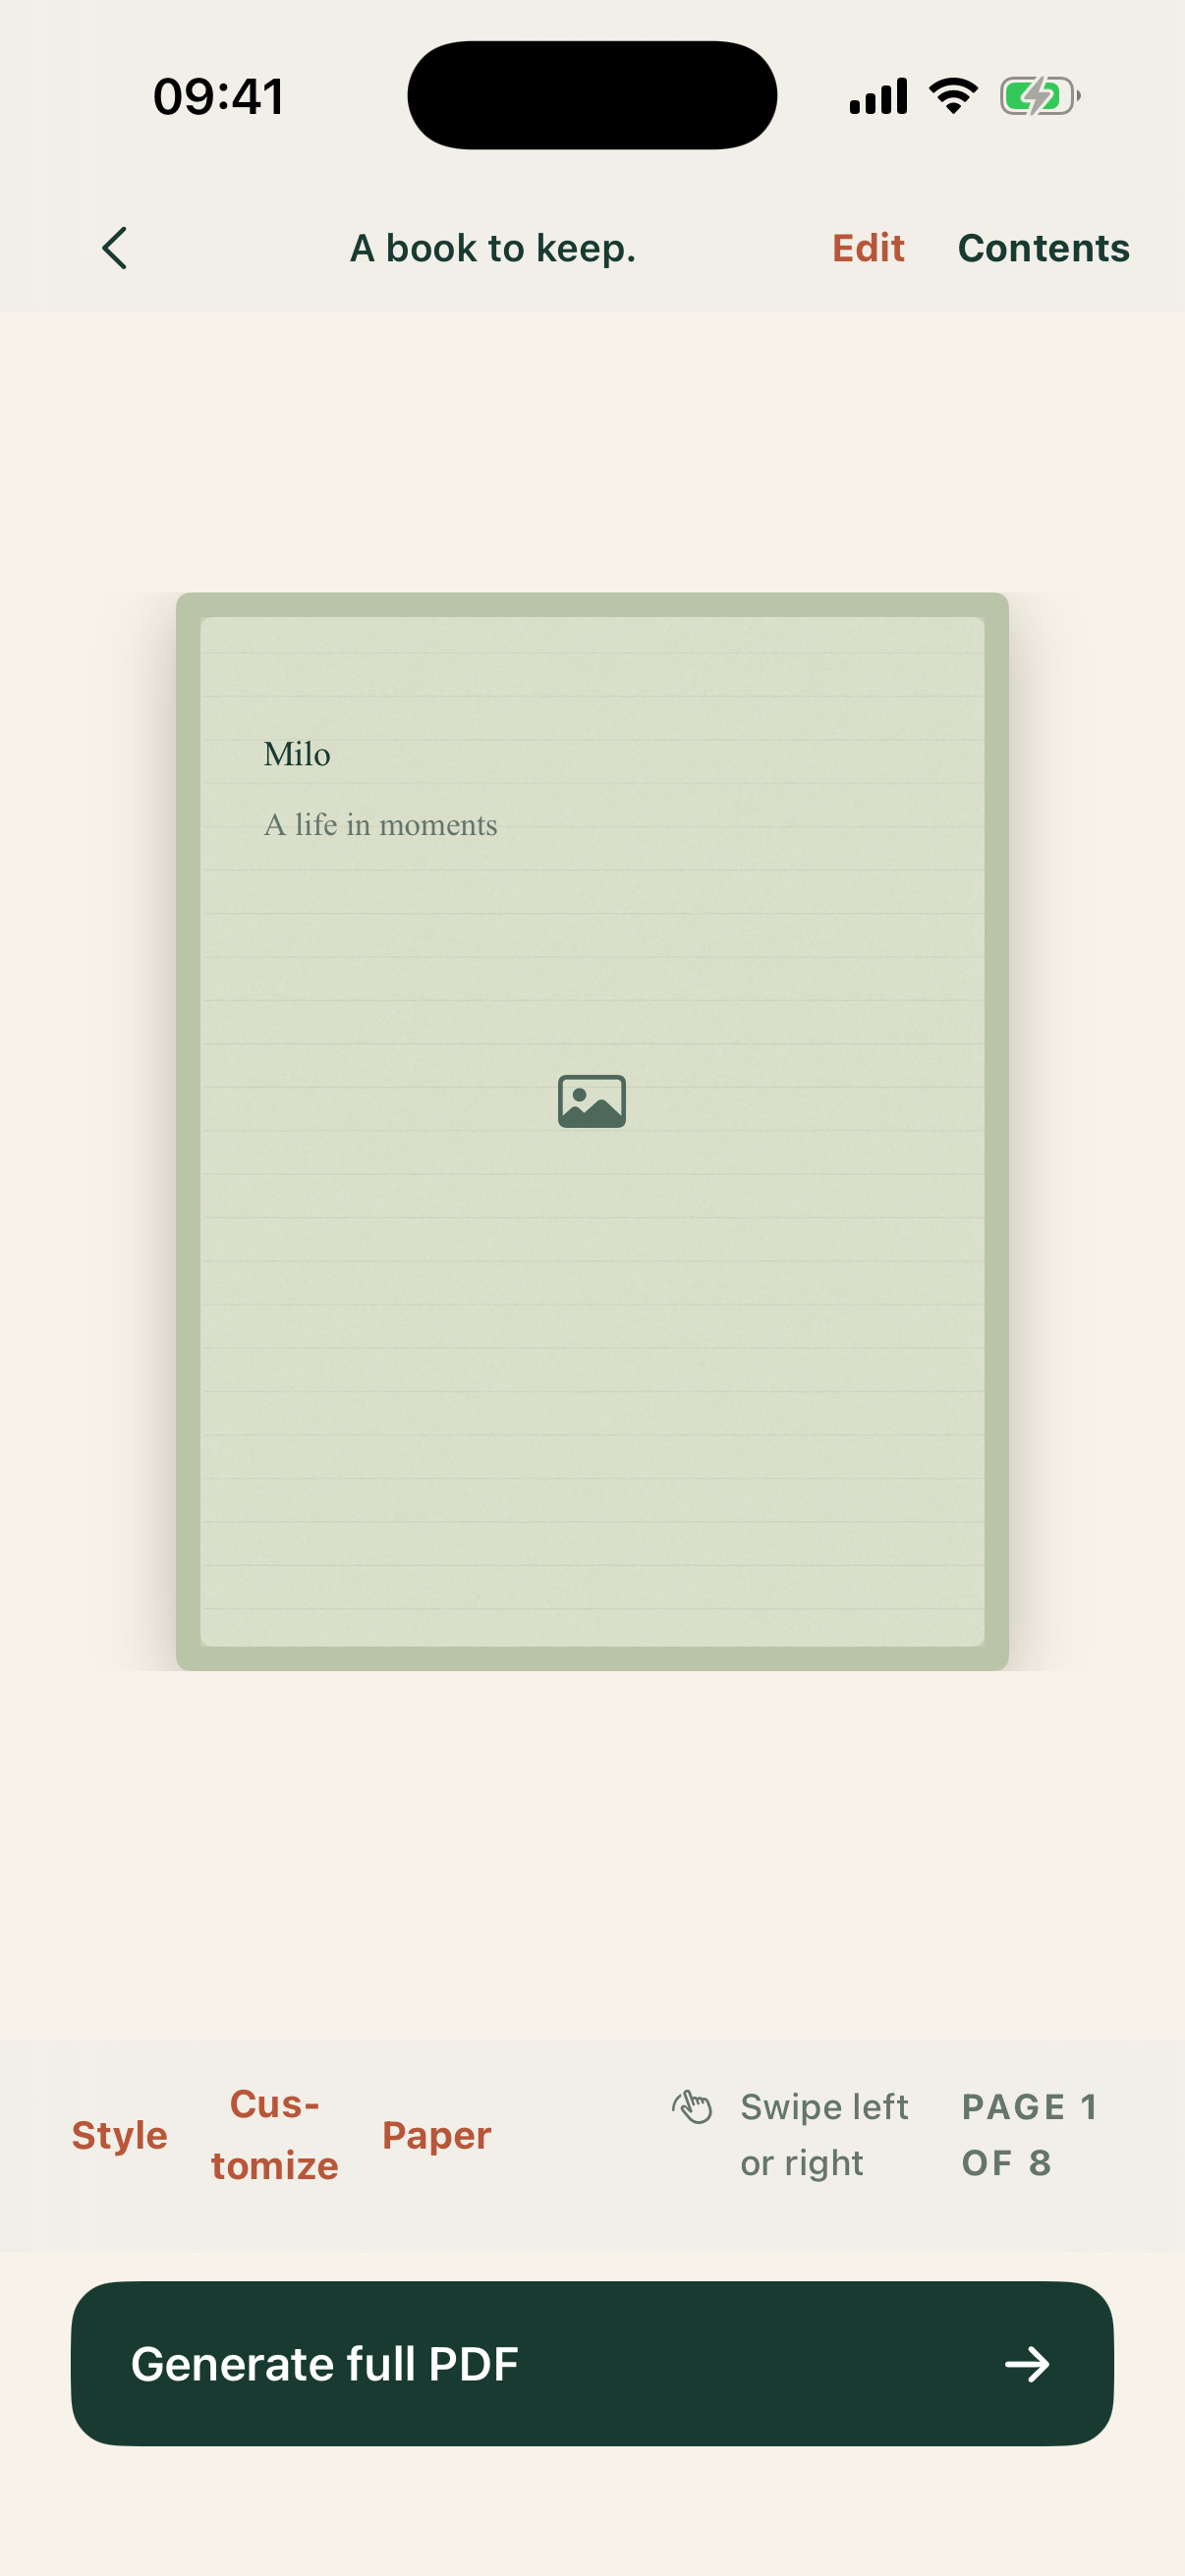 09:41
A book to keep.
Edit
Contents
Milo
A life in moments
Style
Cus-
tomize
Paper
Swipe left
or right
PAGE 1
OF 8
Generate full PDF